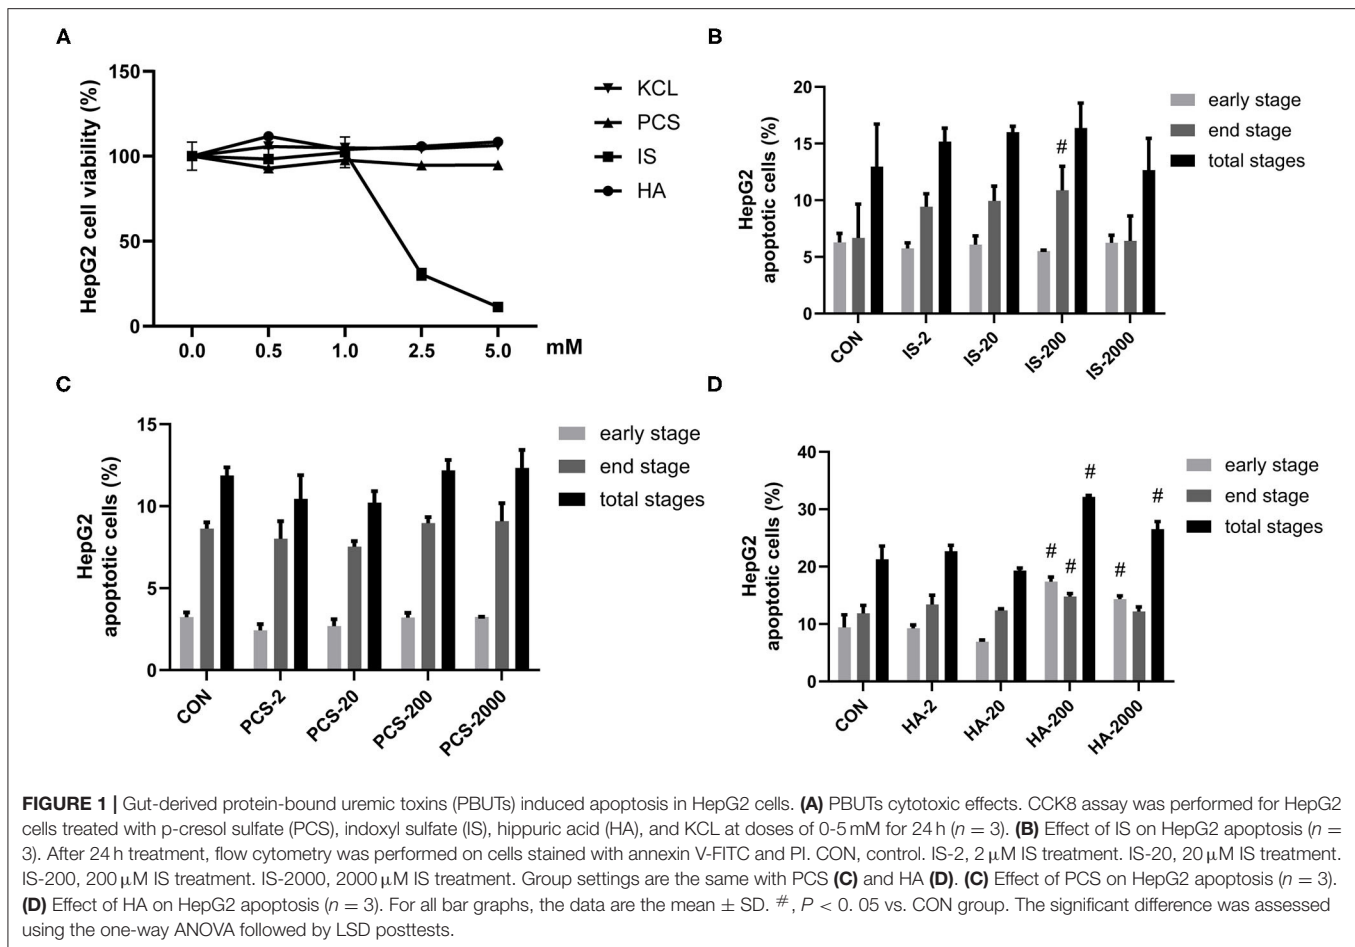 A
HepG2 cell viability (%)
150
100
50
0
0.0 0.5 1.0 2.5 5.0 mM
KCL
PCS
IS
HA
B
HepG2
apoptotic cells (%)
20
15
10
5
0
#
CON IS-2 IS-20 IS-200 IS-2000
early stage
end stage
total stages
C
HepG2
apoptotic cells (%)
15
10
5
0
CON PCS-2 PCS-20 PCS-200 PCS-2000
early stage
end stage
total stages
D
HepG2
apoptotic cells (%)
40
30
20
10
0
# # # # #
CON HA-2 HA-20 HA-200 HA-2000
early stage
end stage
total stages
FIGURE 1 | Gut-derived protein-bound uremic toxins (PBUTs) induced apoptosis in HepG2 cells. (A) PBUTs cytotoxic effects. CCK8 assay was performed for HepG2
cells treated with p-cresol sulfate (PCS), indoxyl sulfate (IS), hippuric acid (HA), and KCL at doses of 0-5 mM for 24 h (n = 3). (B) Effect of IS on HepG2 apoptosis (n =
3). After 24 h treatment, flow cytometry was performed on cells stained with annexin V-FITC and PI. CON, control. IS-2, 2 μM IS treatment. IS-20, 20 μM IS treatment.
IS-200, 200 μM IS treatment. IS-2000, 2000 μM IS treatment. Group settings are the same with PCS (C) and HA (D). (C) Effect of PCS on HepG2 apoptosis (n = 3).
(D) Effect of HA on HepG2 apoptosis (n = 3). For all bar graphs, the data are the mean ± SD. #, P < 0. 05 vs. CON group. The significant difference was assessed
using the one-way ANOVA followed by LSD posttests.